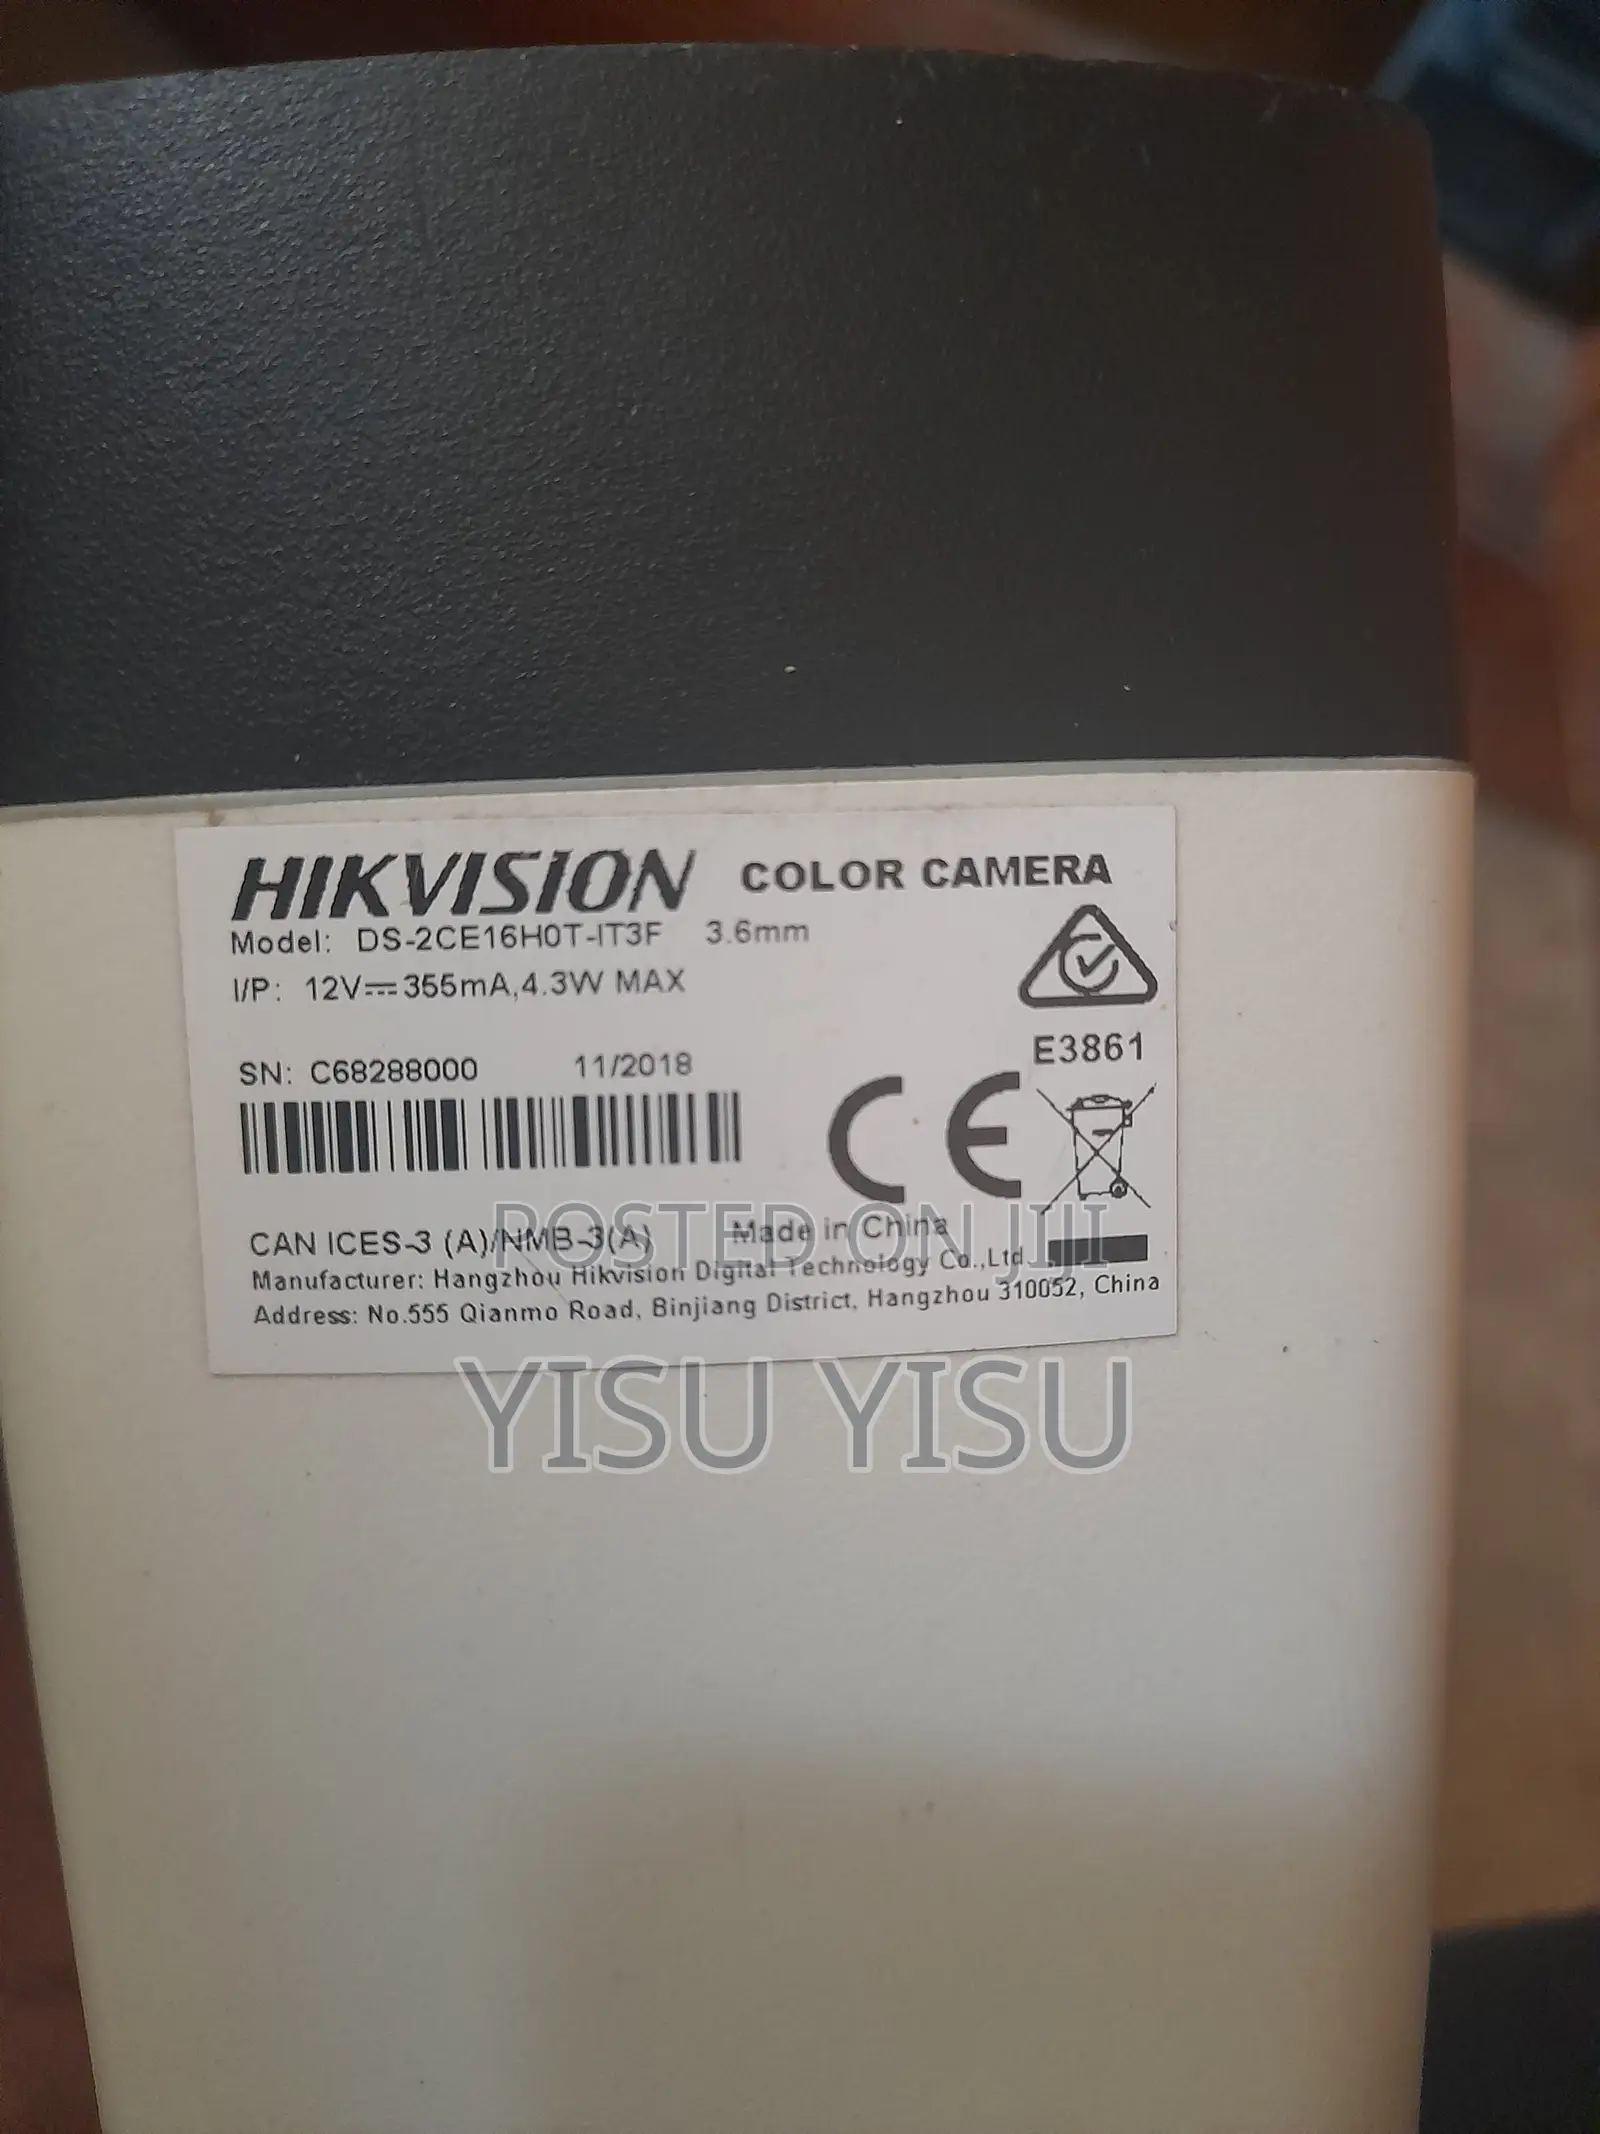 HIKVISION COLOR CAMERA
Model: DS-2CE16H0T-IT3F 3.6mm
I/P: 12V⎓355mA,4.3W MAX
E3861
SN: C68288000 11/2018
CE
CAN ICES-3 (A)/NMB-3(A) Made in China
Manufacturer: Hangzhou Hikvision Digital Technology Co.,Ltd.
Address: No.555 Qianmo Road, Binjiang District, Hangzhou 310052, China
POSTED ON JIJI
YISU YISU